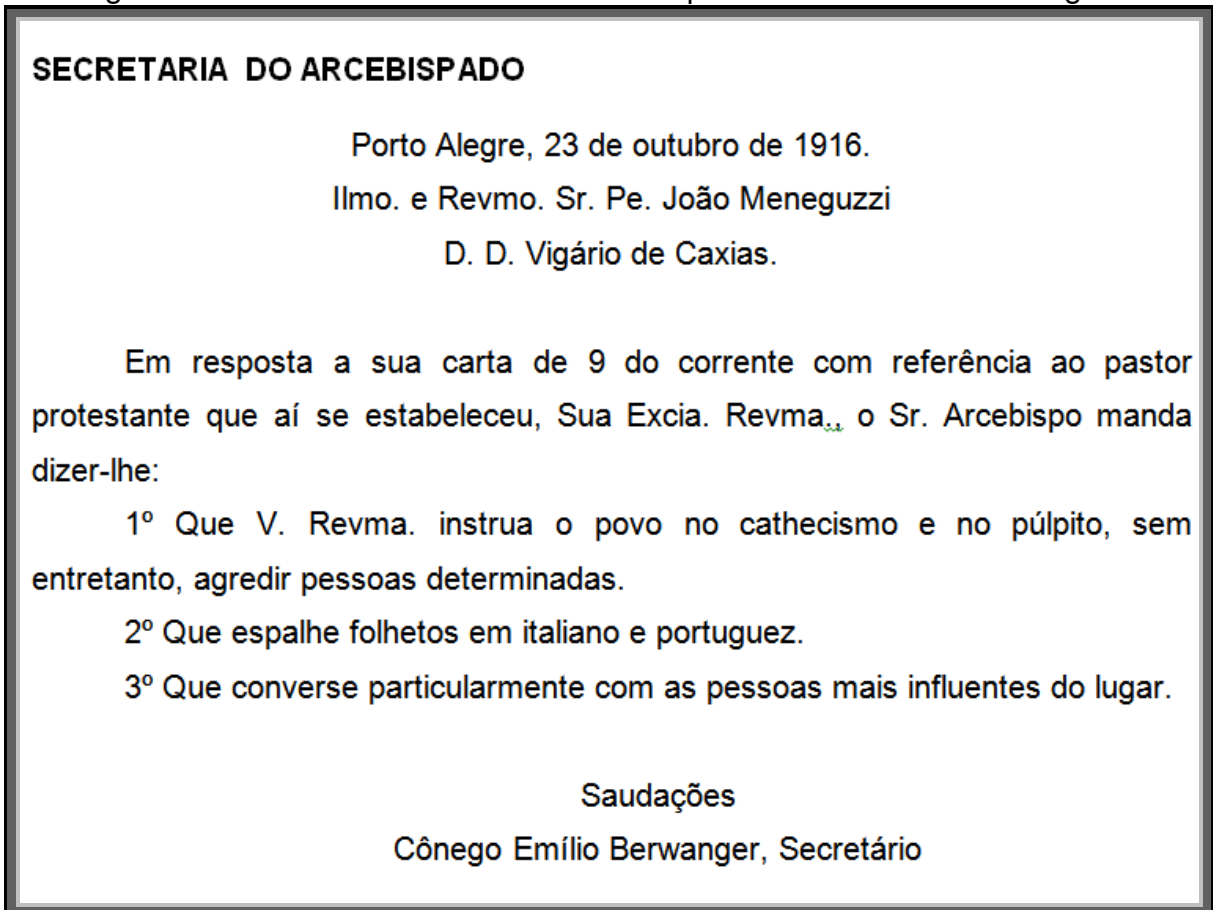 SECRETARIA DO ARCEBISPADO
Porto Alegre, 23 de outubro de 1916.
Ilmo. e Revmo. Sr. Pe. João Meneguzzi
D. D. Vigário de Caxias.
Em resposta a sua carta de 9 do corrente com referência ao pastor
protestante que aí se estabeleceu, Sua Excia. Revma., o Sr. Arcebispo manda
dizer-lhe:
1º Que V. Revma. instrua o povo no cathecismo e no púlpito, sem
entretanto, agredir pessoas determinadas.
2º Que espalhe folhetos em italiano e portuguez.
3º Que converse particularmente com as pessoas mais influentes do lugar.
Saudações
Cônego Emílio Berwanger, Secretário